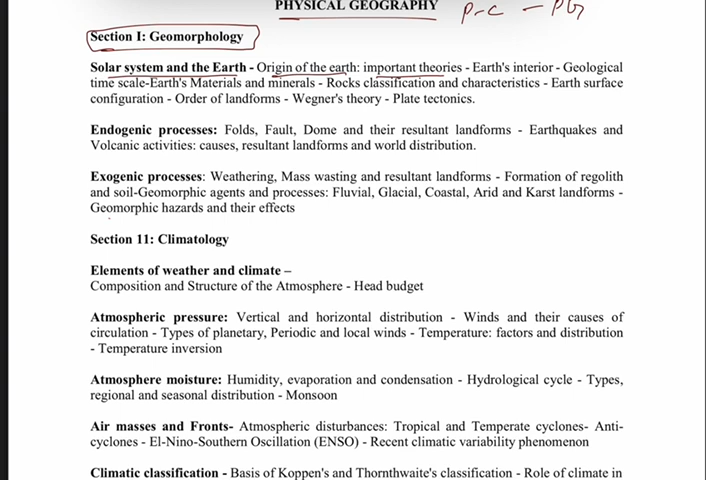 PHYSICAL GEOGRAPHY
Section I: Geomorphology
Solar system and the Earth - Origin of the earth: important theories - Earth's interior - Geological
time scale-Earth's Materials and minerals - Rocks classification and characteristics - Earth surface
configuration - Order of landforms - Wegner's theory - Plate tectonics.
Endogenic processes: Folds, Fault, Dome and their resultant landforms - Earthquakes and
Volcanic activities: causes, resultant landforms and world distribution.
Exogenic processes: Weathering, Mass wasting and resultant landforms - Formation of regolith
and soil-Geomorphic agents and processes: Fluvial, Glacial, Coastal, Arid and Karst landforms -
Geomorphic hazards and their effects
Section 11: Climatology
Elements of weather and climate –
Composition and Structure of the Atmosphere - Head budget
Atmospheric pressure: Vertical and horizontal distribution - Winds and their causes of
circulation - Types of planetary, Periodic and local winds - Temperature: factors and distribution
- Temperature inversion
Atmosphere moisture: Humidity, evaporation and condensation - Hydrological cycle - Types,
regional and seasonal distribution - Monsoon
Air masses and Fronts- Atmospheric disturbances: Tropical and Temperate cyclones- Anti-
cyclones - El-Nino-Southern Oscillation (ENSO) - Recent climatic variability phenomenon
Climatic classification - Basis of Koppen's and Thornthwaite's classification - Role of climate in